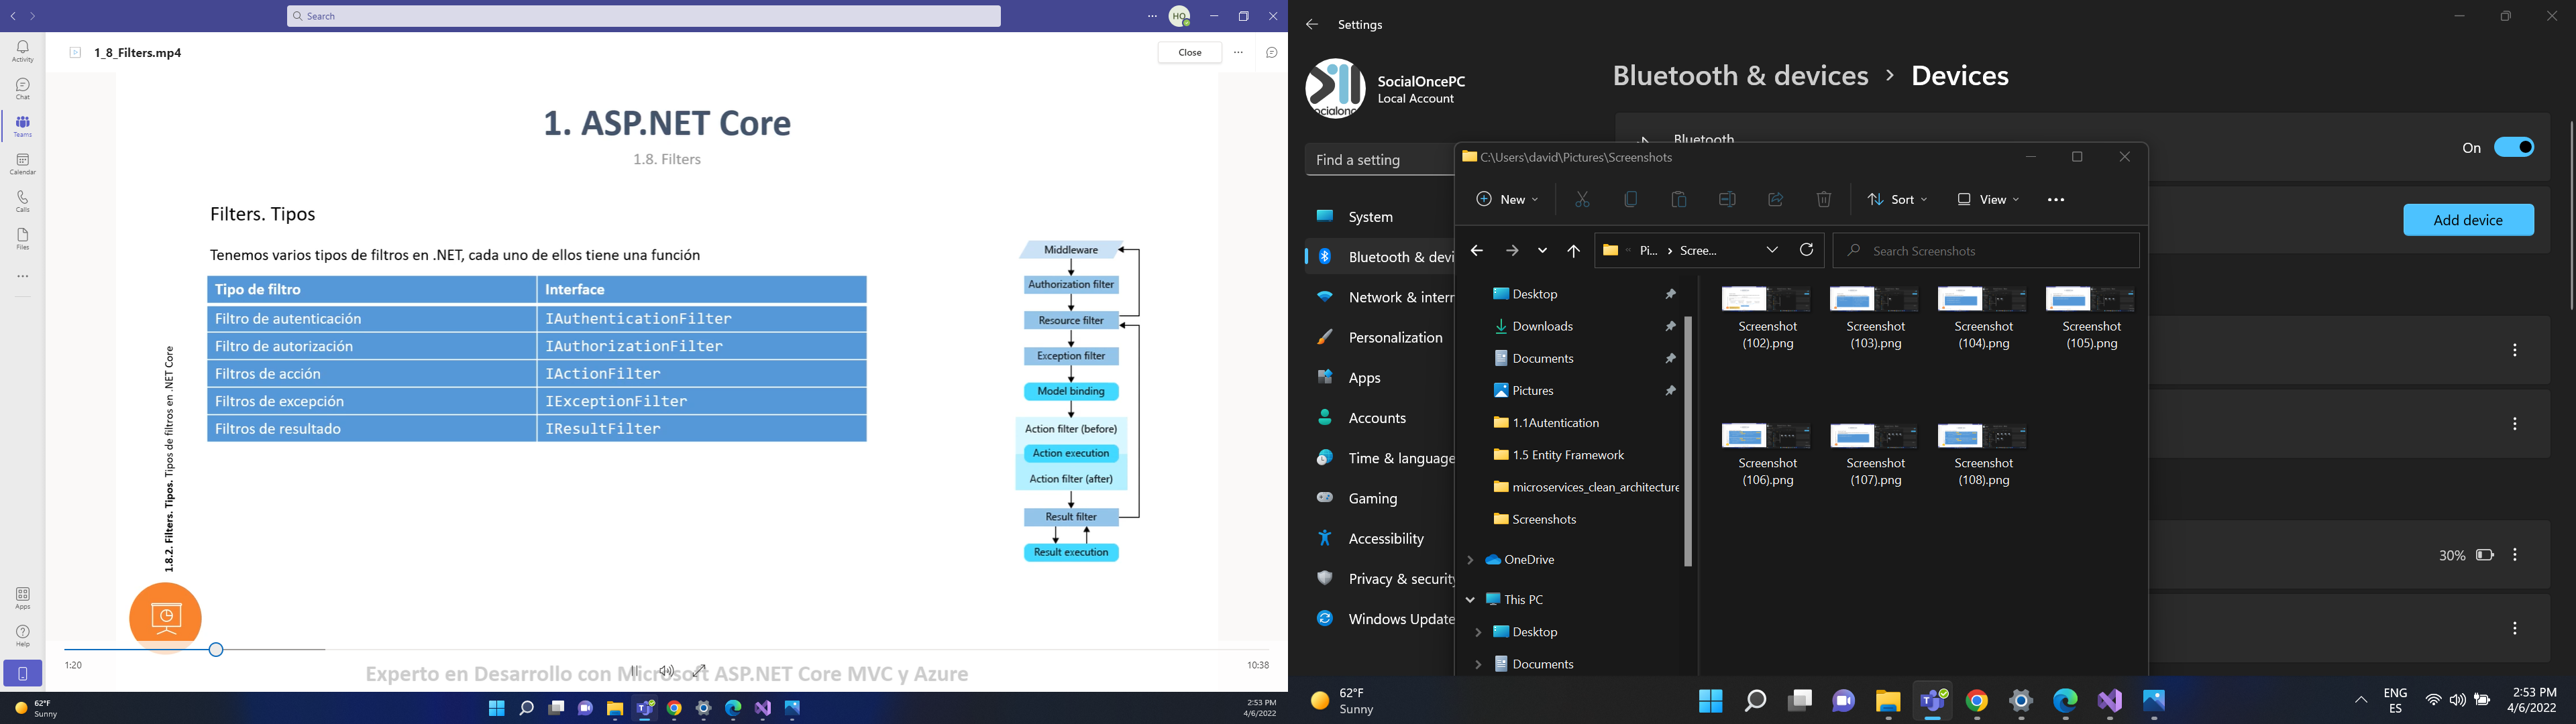 Search
HO
Activity
Chat
Teams
Calendar
Calls
Files
Apps
Help
1_8_Filters.mp4
Close
1. ASP.NET Core
1.8. Filters
Filters. Tipos
Tenemos varios tipos de filtros en .NET, cada uno de ellos tiene una función
Tipo de filtro Interface
Filtro de autenticación IAuthenticationFilter
Filtro de autorización IAuthorizationFilter
Filtros de acción IActionFilter
Filtros de excepción IExceptionFilter
Filtros de resultado IResultFilter
1.8.2. Filters. Tipos. Tipos de filtros en .NET Core
Middleware
Authorization filter
Resource filter
Exception filter
Model binding
Action filter (before)
Action execution
Action filter (after)
Result filter
Result execution
1:20
10:38
Experto en Desarrollo con Microsoft ASP.NET Core MVC y Azure
62°F
Sunny
2:53 PM
4/6/2022
Settings
SocialOncePC
Local Account
Find a setting
System
Bluetooth & devi
Network & intern
Personalization
Apps
Accounts
Time & language
Gaming
Accessibility
Privacy & security
Windows Update
Bluetooth & devices > Devices
Bluetooth
On
Add device
30%
C:\Users\david\Pictures\Screenshots
New
Sort
View
Pi... > Scree...
Search Screenshots
Desktop
Downloads
Documents
Pictures
1.1Autentication
1.5 Entity Framework
microservices_clean_architecture
Screenshots
OneDrive
This PC
Desktop
Documents
Screenshot (102).png
Screenshot (103).png
Screenshot (104).png
Screenshot (105).png
Screenshot (106).png
Screenshot (107).png
Screenshot (108).png
62°F
Sunny
ENG
ES
2:53 PM
4/6/2022